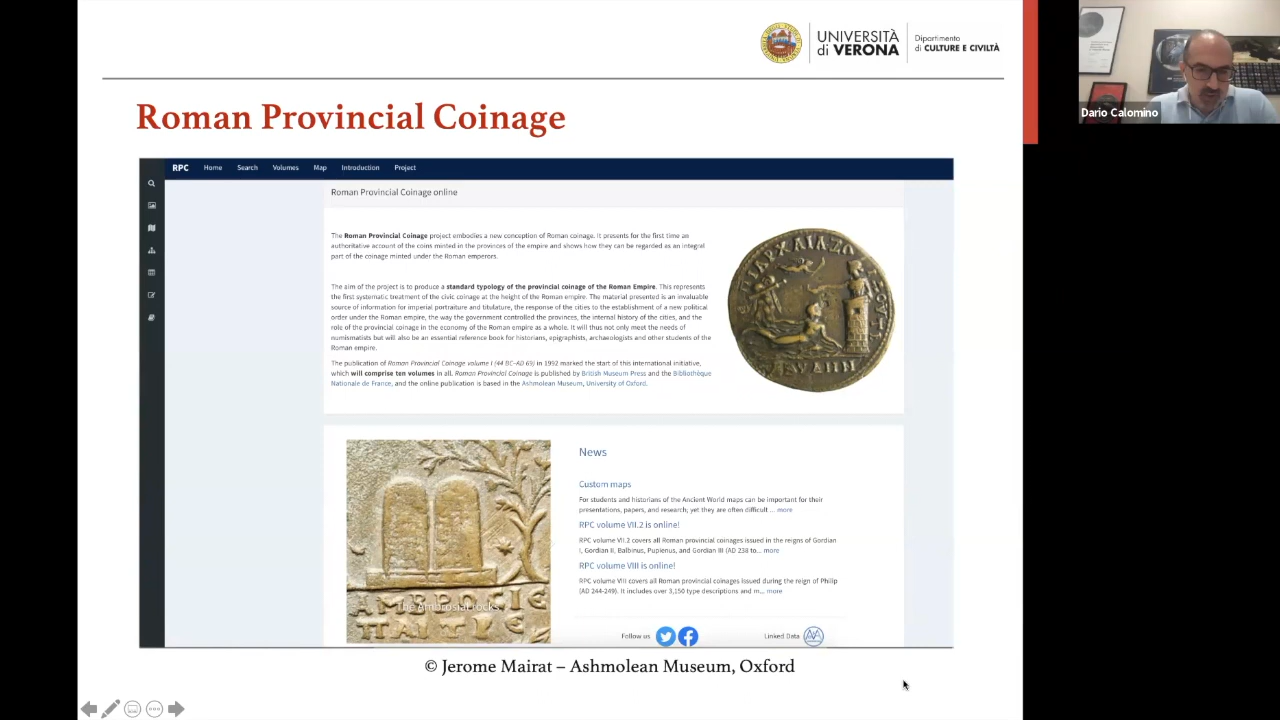 UNIVERSITÀ
di VERONA
Dipartimento
di CULTURE E CIVILTÀ
Dario Calomino
Roman Provincial Coinage
RPC Home Search Volumes Map Introduction Project
Roman Provincial Coinage online
The Roman Provincial Coinage project embodies a new conception of Roman coinage. It presents for the first time an
authoritative account of the coins minted in the provinces of the empire and shows how they can be regarded as an integral
part of the coinage minted under the Roman emperors.
The aim of the project is to produce a standard typology of the provincial coinage of the Roman Empire. This represents
the first systematic treatment of the civic coinage at the height of the Roman empire. The material presented is an invaluable
source of information for imperial portraiture and titulature, the response of the cities to the establishment of a new political
order under the Roman empire, the way the government controlled the provinces, the internal history of the cities, and the
role of the provincial coinage in the economy of the Roman empire as a whole. It will thus not only meet the needs of
numismatists but will also be an essential reference book for historians, epigraphists, archaeologists and other students of the
Roman empire.
The publication of Roman Provincial Coinage volume I (44 BC–AD 69) in 1992 marked the start of this international initiative,
which will comprise ten volumes in all. Roman Provincial Coinage is published by British Museum Press and the Bibliothèque
Nationale de France, and the online publication is based in the Ashmolean Museum, University of Oxford.
The Ambrosial rocks
News
Custom maps
For students and historians of the Ancient World maps can be important for their
presentations, papers, and research; yet they are often difficult ... more
RPC volume VII.2 is online!
RPC volume VII.2 covers all Roman provincial coinages issued in the reigns of Gordian
I, Gordian II, Balbinus, Pupienus, and Gordian III (AD 238 to... more
RPC volume VIII is online!
RPC volume VIII covers all Roman provincial coinages issued during the reign of Philip
(AD 244-249). It includes over 3,150 type descriptions and m... more
Follow us
Linked Data
© Jerome Mairat – Ashmolean Museum, Oxford